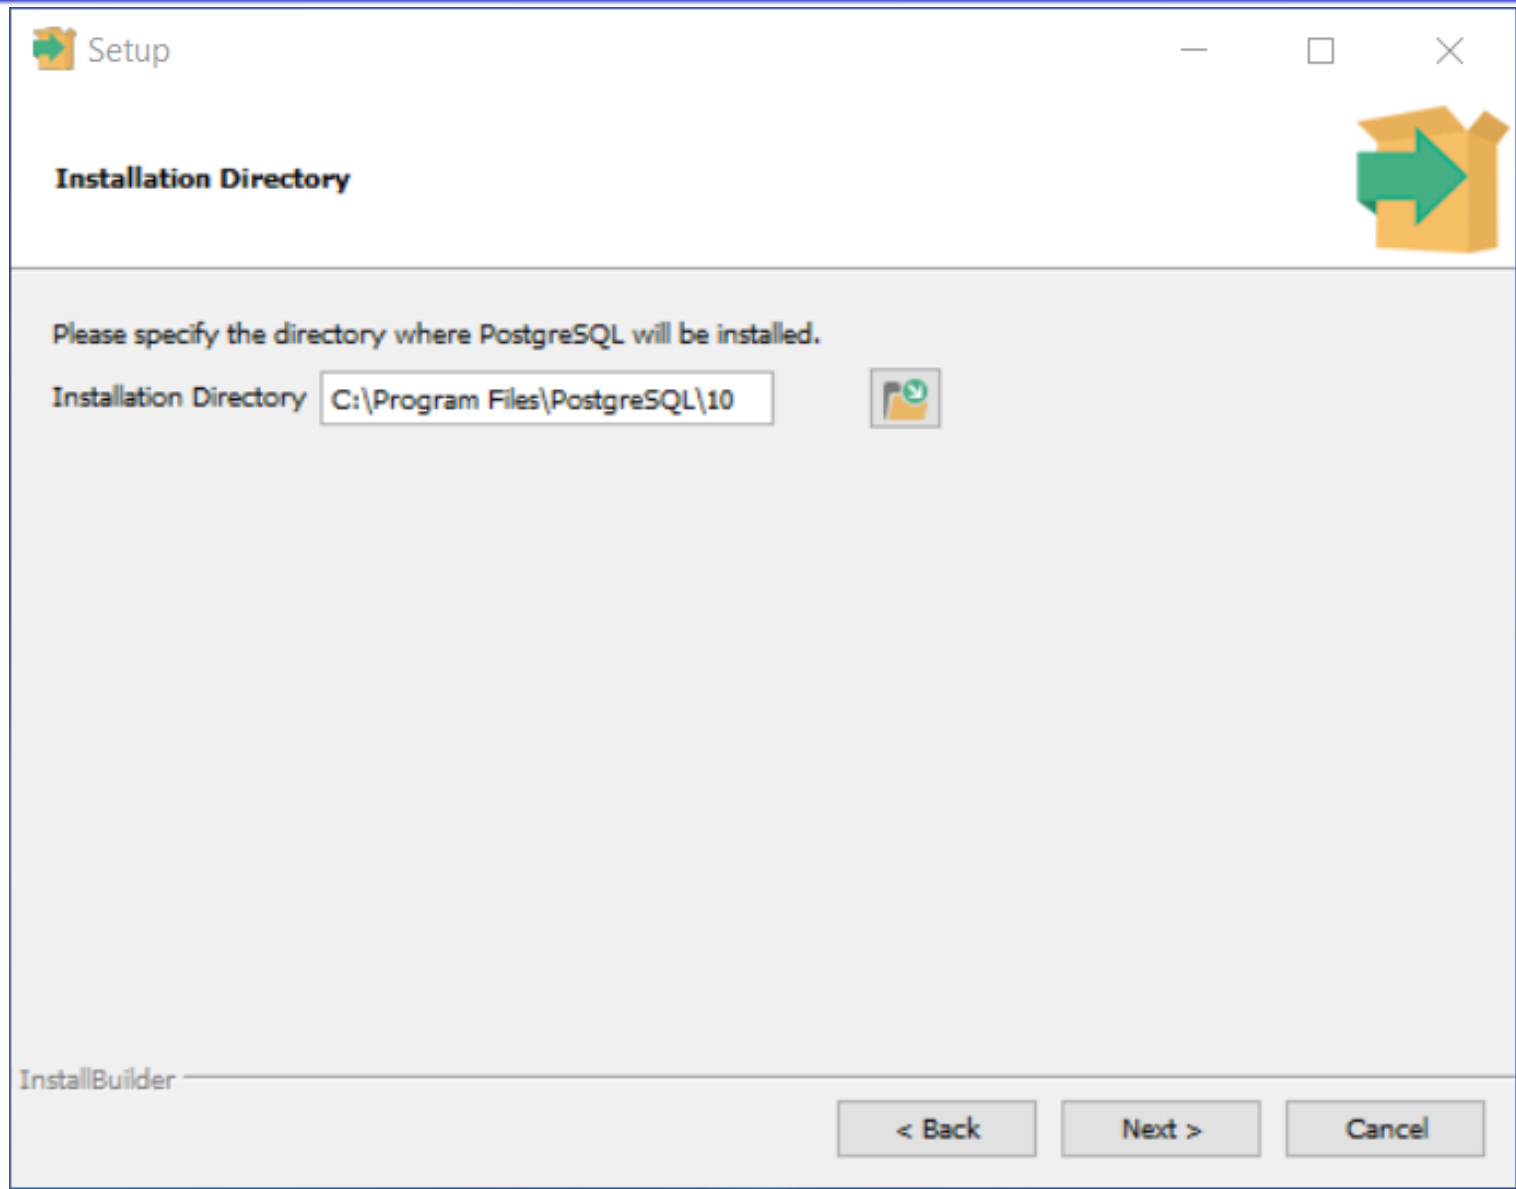 Setup
Installation Directory
Please specify the directory where PostgreSQL will be installed.
Installation Directory C:\Program Files\PostgreSQL\10
InstallBuilder
< Back Next > Cancel